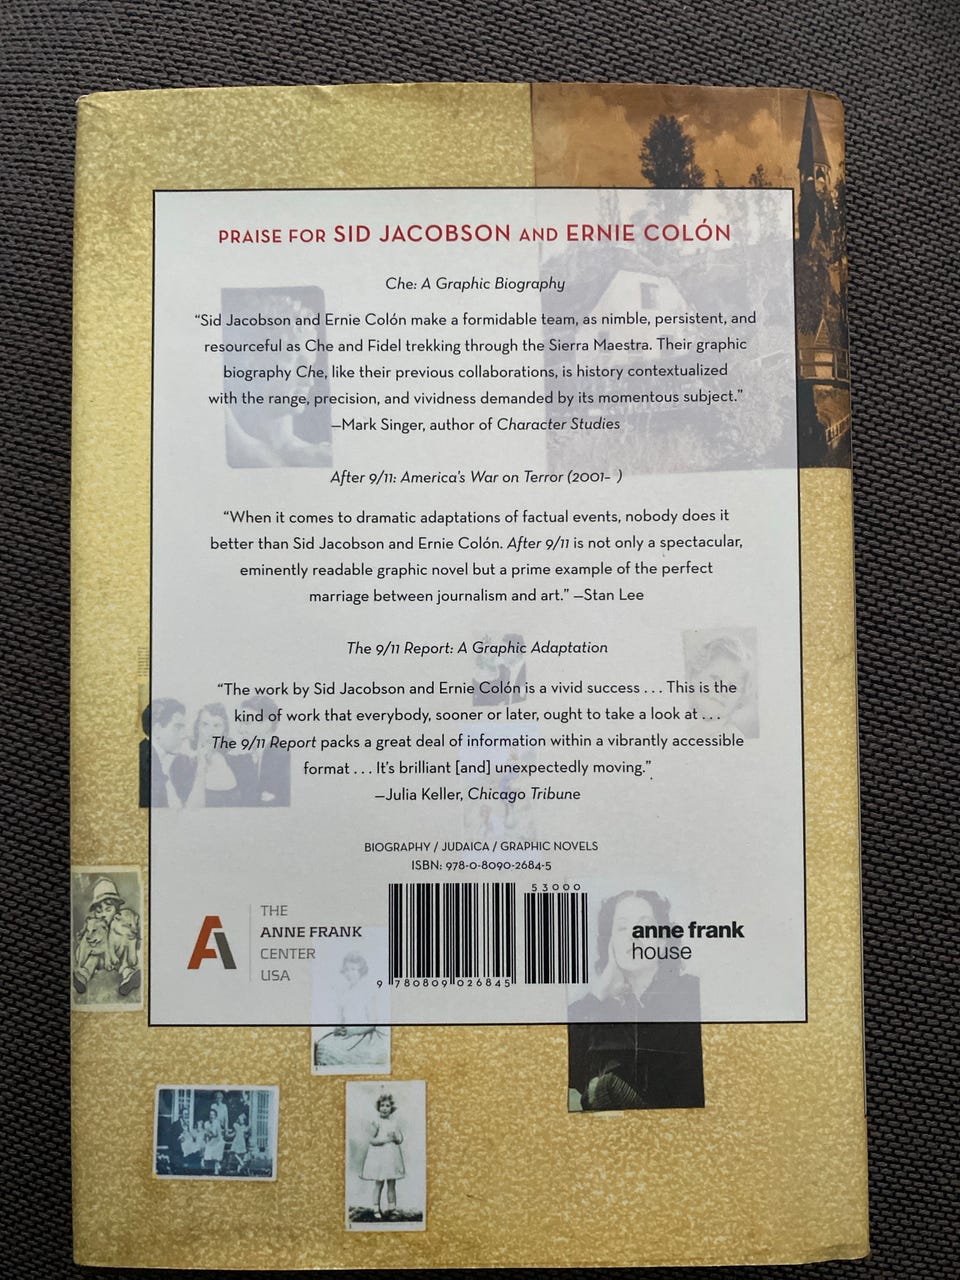 PRAISE FOR SID JACOBSON AND ERNIE COLÓN
Che: A Graphic Biography
“Sid Jacobson and Ernie Colón make a formidable team, as nimble, persistent, and
resourceful as Che and Fidel trekking through the Sierra Maestra. Their graphic
biography Che, like their previous collaborations, is history contextualized
with the range, precision, and vividness demanded by its momentous subject.”
—Mark Singer, author of Character Studies
After 9/11: America’s War on Terror (2001– )
“When it comes to dramatic adaptations of factual events, nobody does it
better than Sid Jacobson and Ernie Colón. After 9/11 is not only a spectacular,
eminently readable graphic novel but a prime example of the perfect
marriage between journalism and art.” —Stan Lee
The 9/11 Report: A Graphic Adaptation
“The work by Sid Jacobson and Ernie Colón is a vivid success . . . This is the
kind of work that everybody, sooner or later, ought to take a look at . . .
The 9/11 Report packs a great deal of information within a vibrantly accessible
format . . . It’s brilliant [and] unexpectedly moving.”
—Julia Keller, Chicago Tribune
BIOGRAPHY / JUDAICA / GRAPHIC NOVELS
ISBN: 978-0-8090-2684-5
53000
9 780809 026845
THE
ANNE FRANK
CENTER
USA
anne frank
house